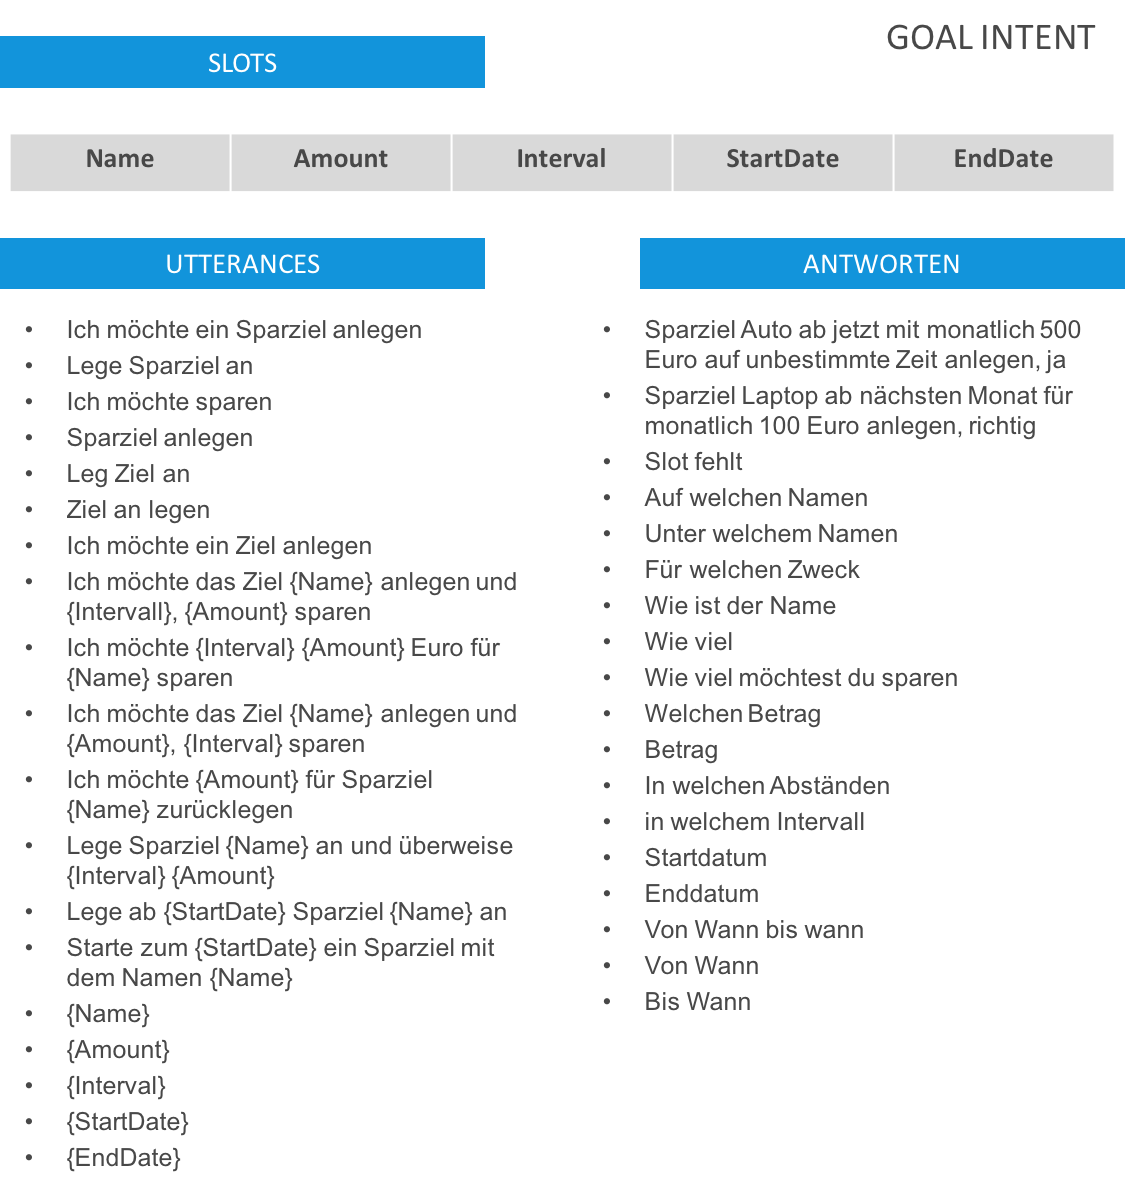 GOAL INTENT
SLOTS
Name Amount Interval StartDate EndDate
UTTERANCES
• Ich möchte ein Sparziel anlegen
• Lege Sparziel an
• Ich möchte sparen
• Sparziel anlegen
• Leg Ziel an
• Ziel an legen
• Ich möchte ein Ziel anlegen
• Ich möchte das Ziel {Name} anlegen und
{Intervall}, {Amount} sparen
• Ich möchte {Interval} {Amount} Euro für
{Name} sparen
• Ich möchte das Ziel {Name} anlegen und
{Amount}, {Interval} sparen
• Ich möchte {Amount} für Sparziel
{Name} zurücklegen
• Lege Sparziel {Name} an und überweise
{Interval} {Amount}
• Lege ab {StartDate} Sparziel {Name} an
• Starte zum {StartDate} ein Sparziel mit
dem Namen {Name}
• {Name}
• {Amount}
• {Interval}
• {StartDate}
• {EndDate}
ANTWORTEN
• Sparziel Auto ab jetzt mit monatlich 500
Euro auf unbestimmte Zeit anlegen, ja
• Sparziel Laptop ab nächsten Monat für
monatlich 100 Euro anlegen, richtig
• Slot fehlt
• Auf welchen Namen
• Unter welchem Namen
• Für welchen Zweck
• Wie ist der Name
• Wie viel
• Wie viel möchtest du sparen
• Welchen Betrag
• Betrag
• In welchen Abständen
• in welchem Intervall
• Startdatum
• Enddatum
• Von Wann bis wann
• Von Wann
• Bis Wann